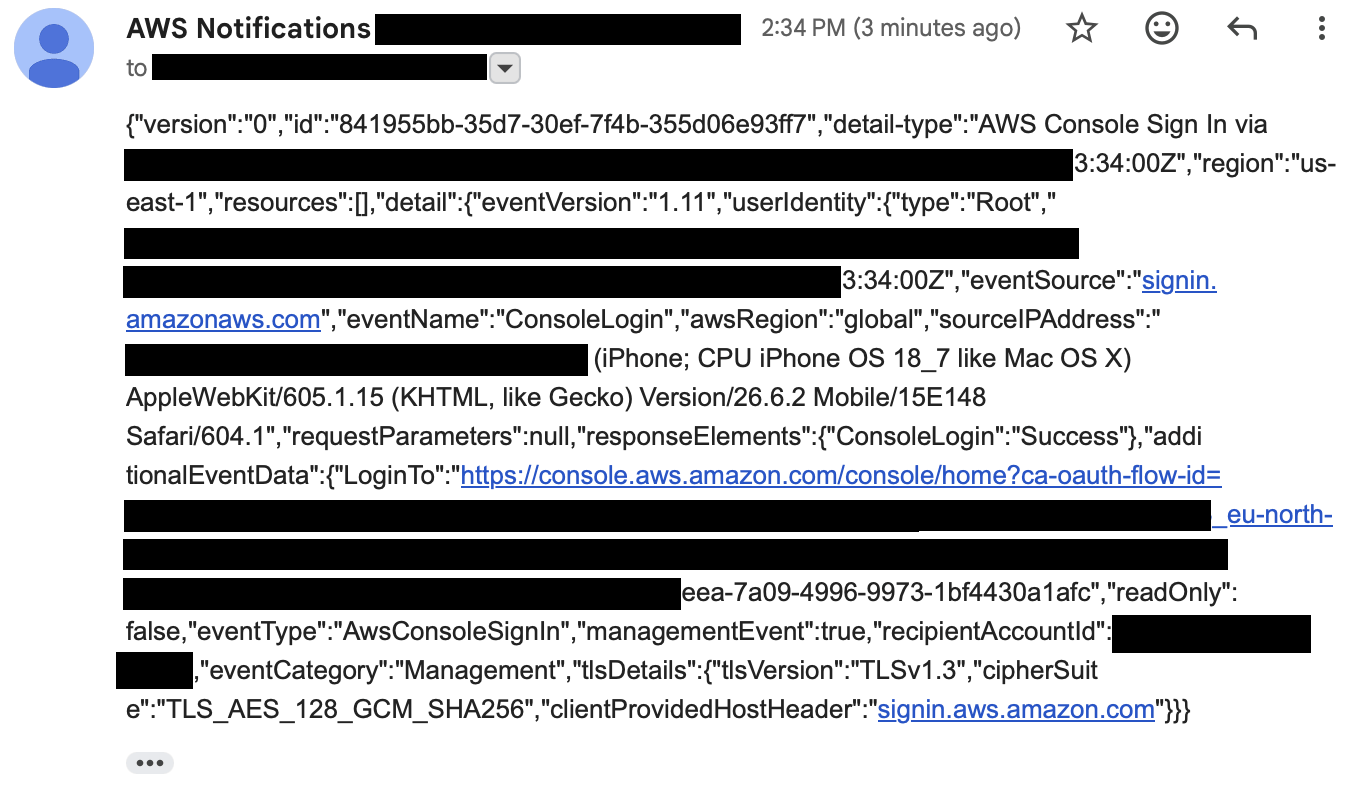 AWS Notifications 2:34 PM (3 minutes ago)
to
{"version":"0","id":"841955bb-35d7-30ef-7f4b-355d06e93ff7","detail-type":"AWS Console Sign In via
3:34:00Z","region":"us-
east-1","resources":[],"detail":{"eventVersion":"1.11","userIdentity":{"type":"Root","
3:34:00Z","eventSource":"signin.
amazonaws.com","eventName":"ConsoleLogin","awsRegion":"global","sourceIPAddress":"
(iPhone; CPU iPhone OS 18_7 like Mac OS X)
AppleWebKit/605.1.15 (KHTML, like Gecko) Version/26.6.2 Mobile/15E148
Safari/604.1","requestParameters":null,"responseElements":{"ConsoleLogin":"Success"},"addi
tionalEventData":{"LoginTo":"https://console.aws.amazon.com/console/home?ca-oauth-flow-id=
_eu-north-
eea-7a09-4996-9973-1bf4430a1afc","readOnly":
false,"eventType":"AwsConsoleSignIn","managementEvent":true,"recipientAccountId":
,"eventCategory":"Management","tlsDetails":{"tlsVersion":"TLSv1.3","cipherSuit
e":"TLS_AES_128_GCM_SHA256","clientProvidedHostHeader":"signin.aws.amazon.com"}}}